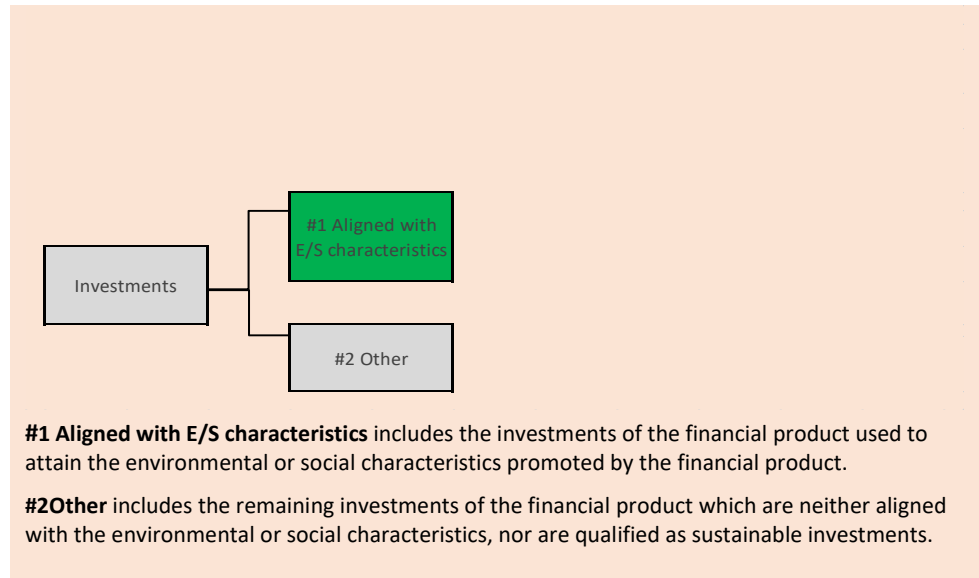 #1 Aligned with
E/S characteristics
Investments
#2 Other
#1 Aligned with E/S characteristics includes the investments of the financial product used to
attain the environmental or social characteristics promoted by the financial product.
#2Other includes the remaining investments of the financial product which are neither aligned
with the environmental or social characteristics, nor are qualified as sustainable investments.